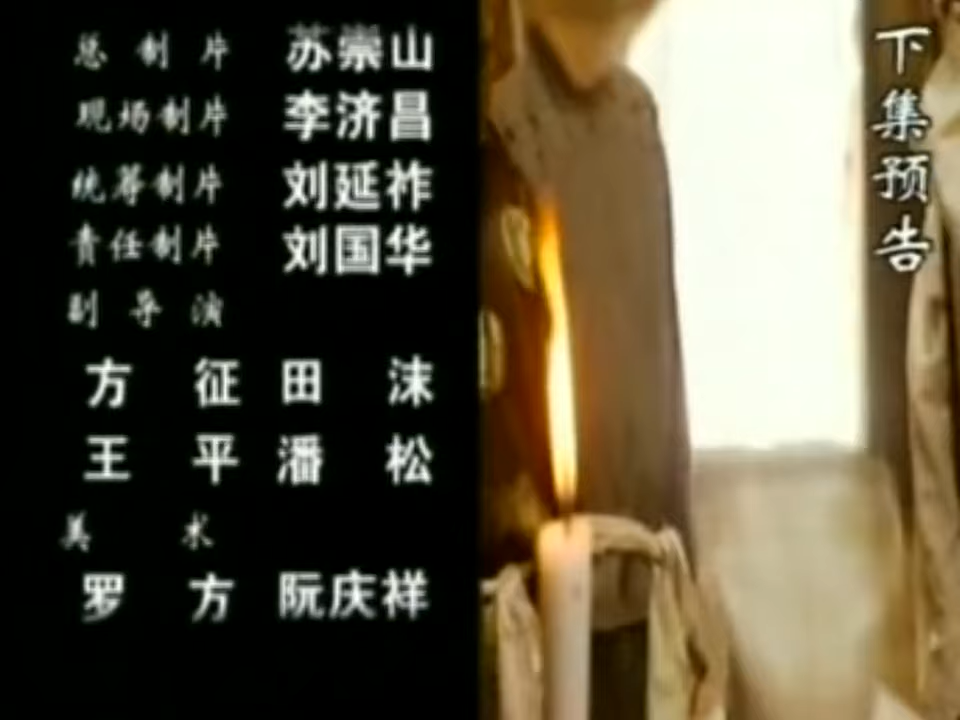 总制片 苏崇山
现场制片 李济昌
统筹制片 刘延祚
责任制片 刘国华
副导演
方征 田沫
王平 潘松
美术
罗方 阮庆祥
下集预告